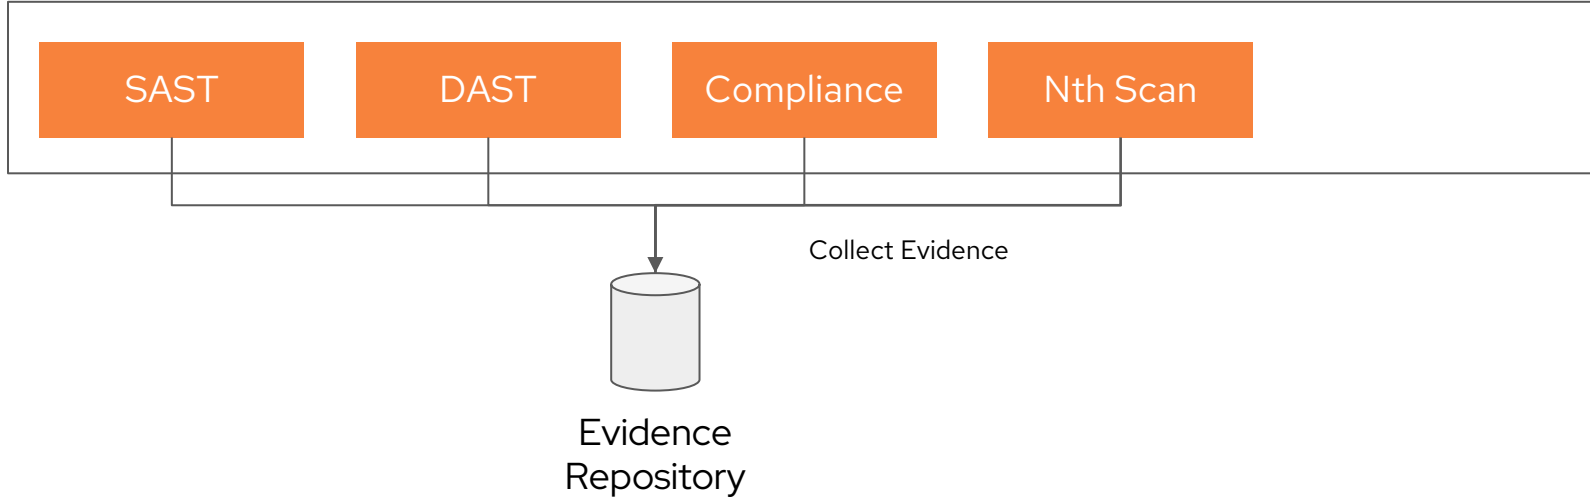 SAST
DAST
Compliance
Nth Scan
Collect Evidence
Evidence
Repository